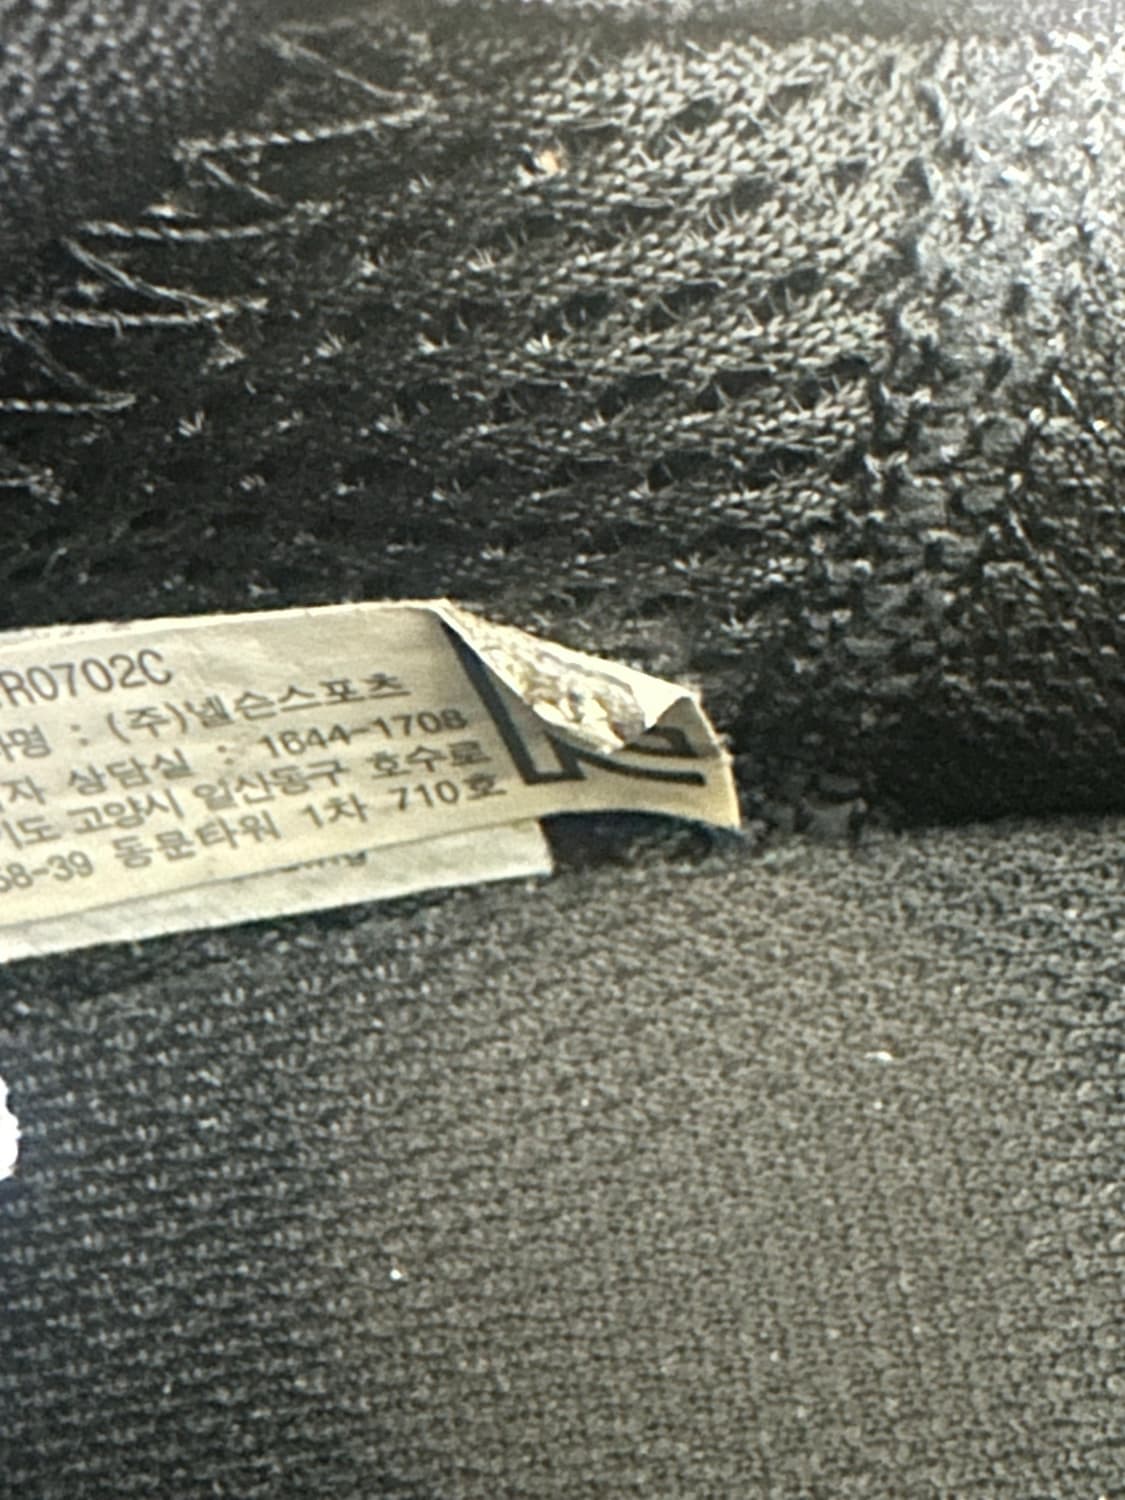 R0702C
명 : (주)넬슨스포츠
자 상담실 : 1644-1708
기도 고양시 일산동구 호수로
58-39 동문타워 1차 710호